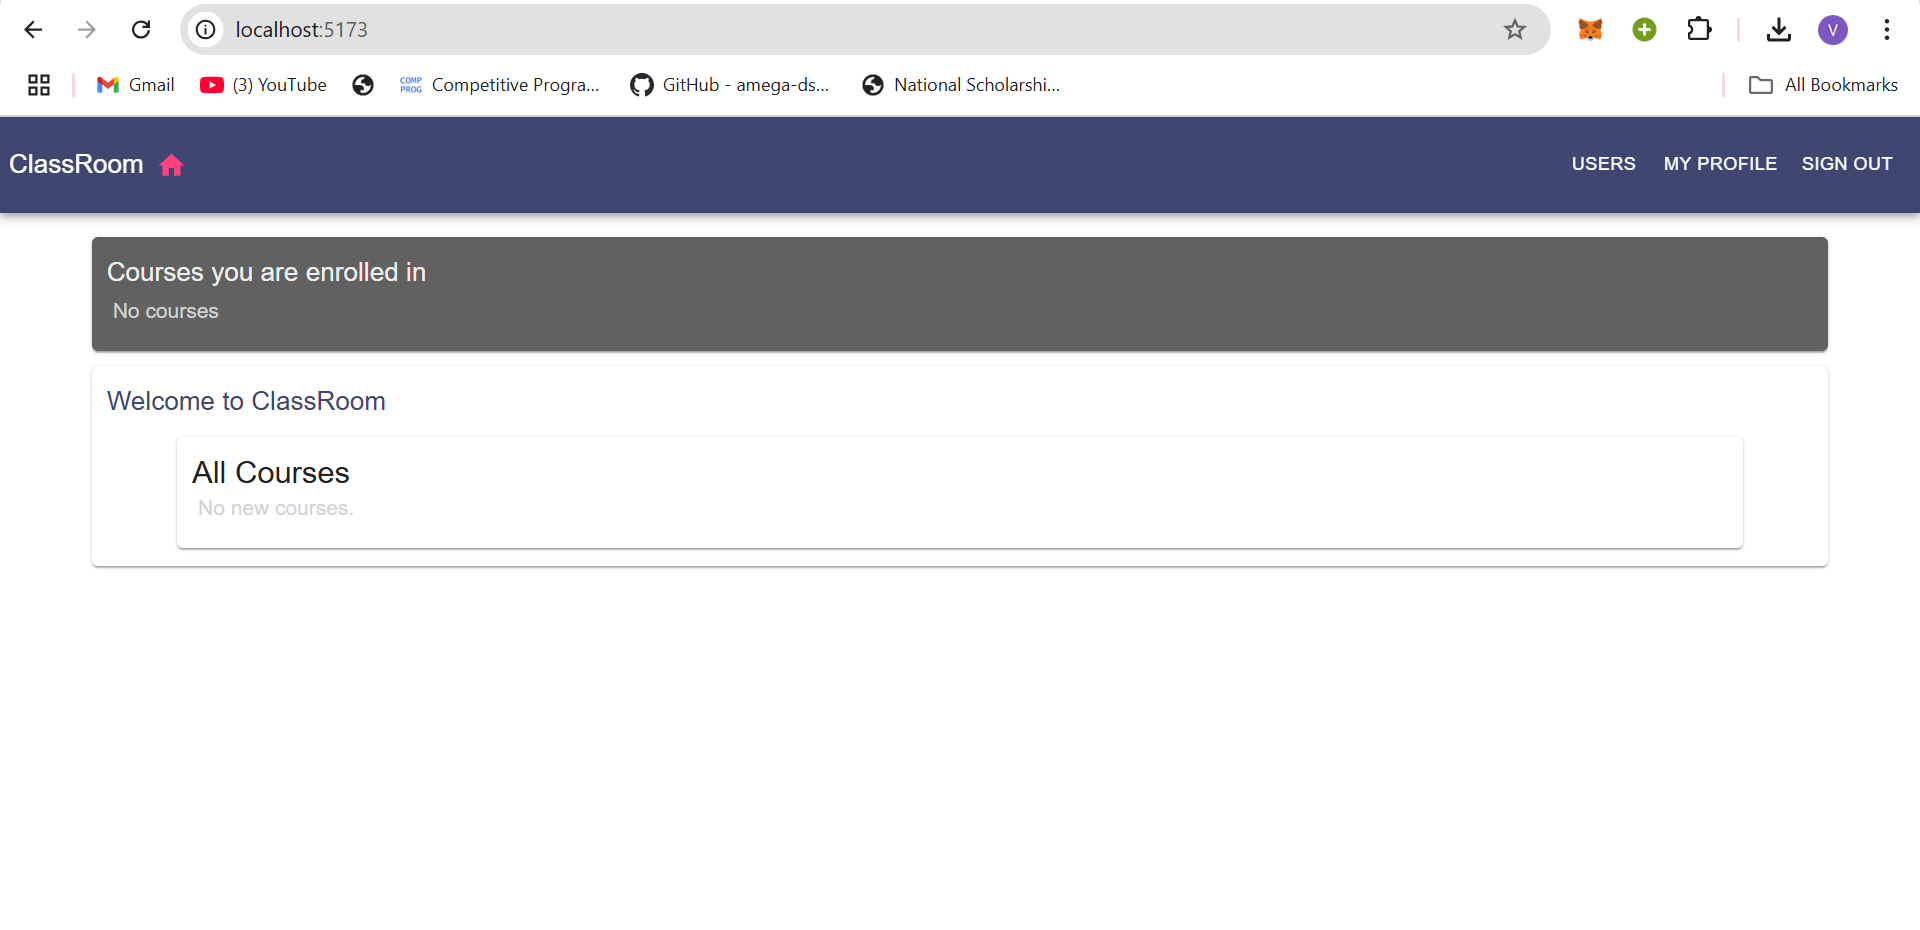 localhost:5173
V
Gmail
(3) YouTube
COMP PROG
Competitive Progra...
GitHub - amega-ds...
National Scholarshi...
All Bookmarks
ClassRoom
USERS
MY PROFILE
SIGN OUT
Courses you are enrolled in
No courses
Welcome to ClassRoom
All Courses
No new courses.